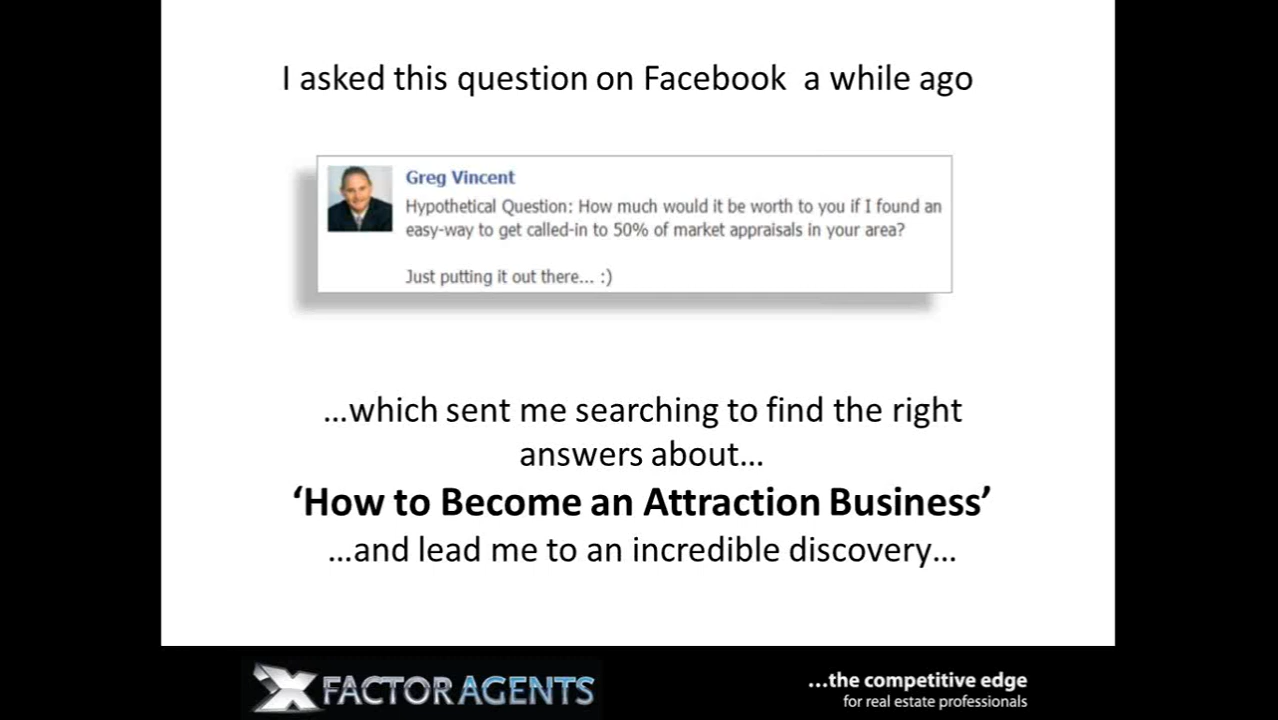 I asked this question on Facebook  a while ago
Greg Vincent
Hypothetical Question: How much would it be worth to you if I found an
easy-way to get called-in to 50% of market appraisals in your area?
Just putting it out there... :)
...which sent me searching to find the right
answers about...
‘How to Become an Attraction Business’
...and lead me to an incredible discovery...
X FACTOR AGENTS
...the competitive edge
for real estate professionals